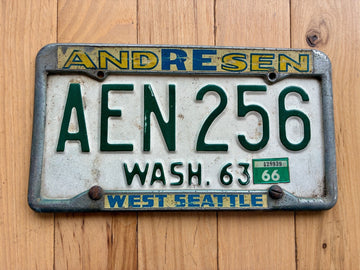 ANDRESEN
AEN 256
WASH. 63
66
WEST SEATTLE